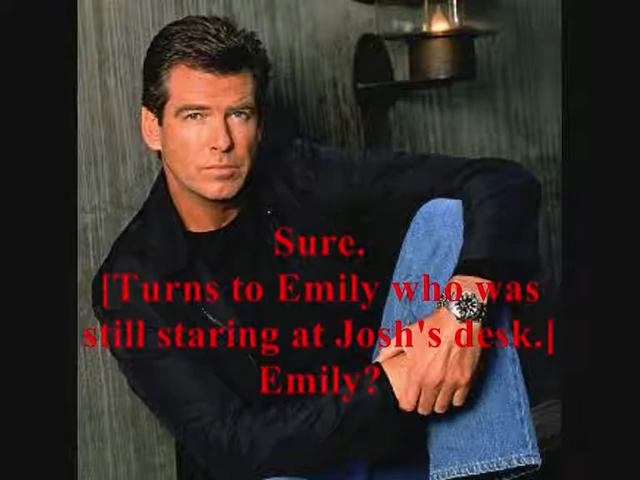 Sure.
[Turns to Emily who was
still staring at Josh's desk.]
Emily?